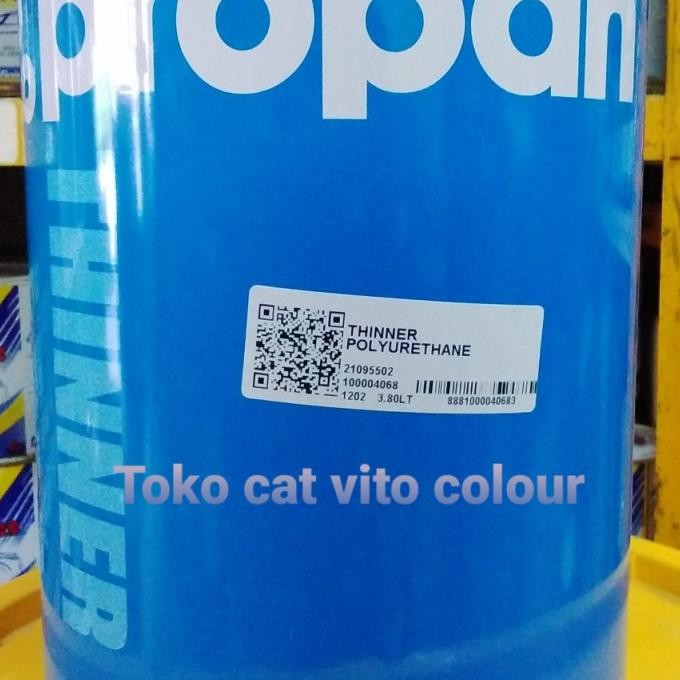 propan
THINNER
THINNER
POLYURETHANE
21095502
100004068
1202 3.80LT
8881000040683
Toko cat vito colour